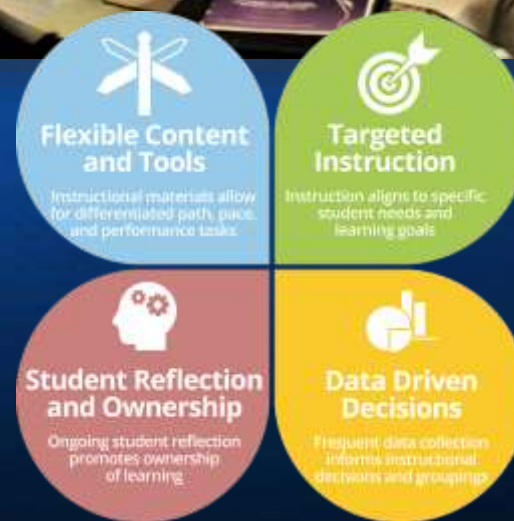 Flexible Content
and Tools
Instructional materials allow
for differentiated path, pace,
and performance tasks
Targeted
Instruction
Instruction aligns to specific
student needs and
learning goals
Student Reflection
and Ownership
Ongoing student reflection
promotes ownership
of learning
Data Driven
Decisions
Frequent data collection
informs instructional
decisions and groupings